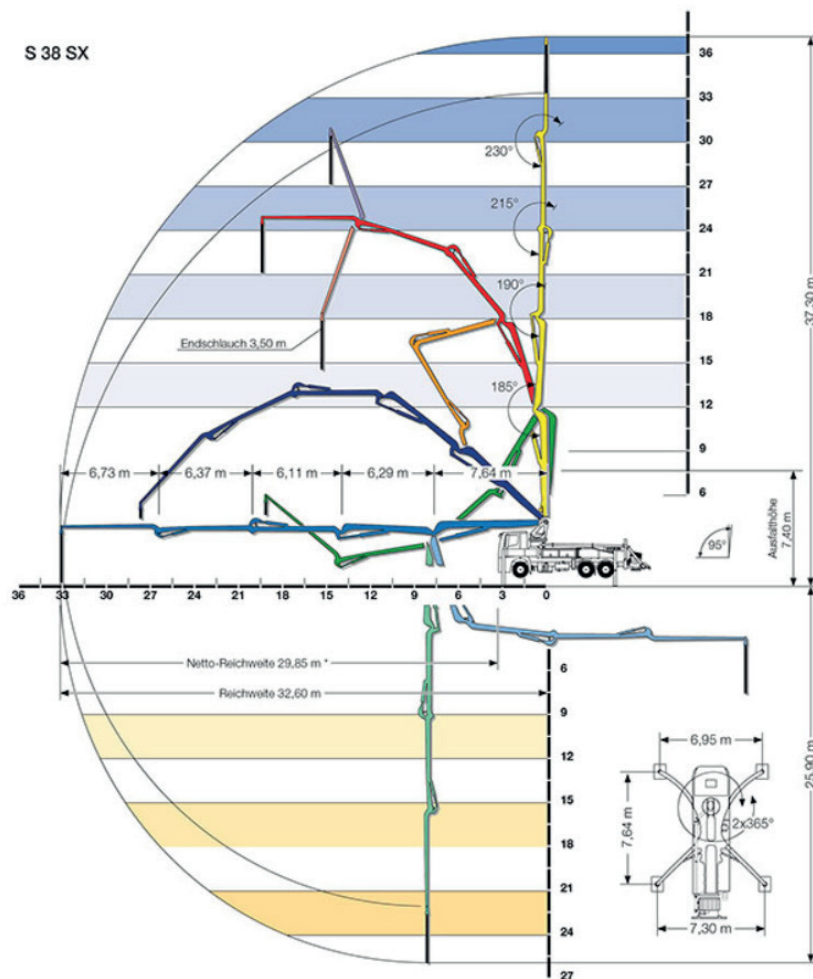 S 38 SX
36
33
30
27
24
21
18
15
12
9
6
230°
215°
190°
185°
37,30 m
Endschlauch 3,50 m
6,73 m
6,37 m
6,11 m
6,29 m
7,64 m
Ausfalthöhe
7,40 m
95°
36
33
30
27
24
21
18
15
12
9
6
3
0
Netto-Reichweite 29,85 m *
Reichweite 32,60 m
6
9
12
15
18
21
24
27
25,90 m
6,95 m
7,64 m
2x365°
7,30 m